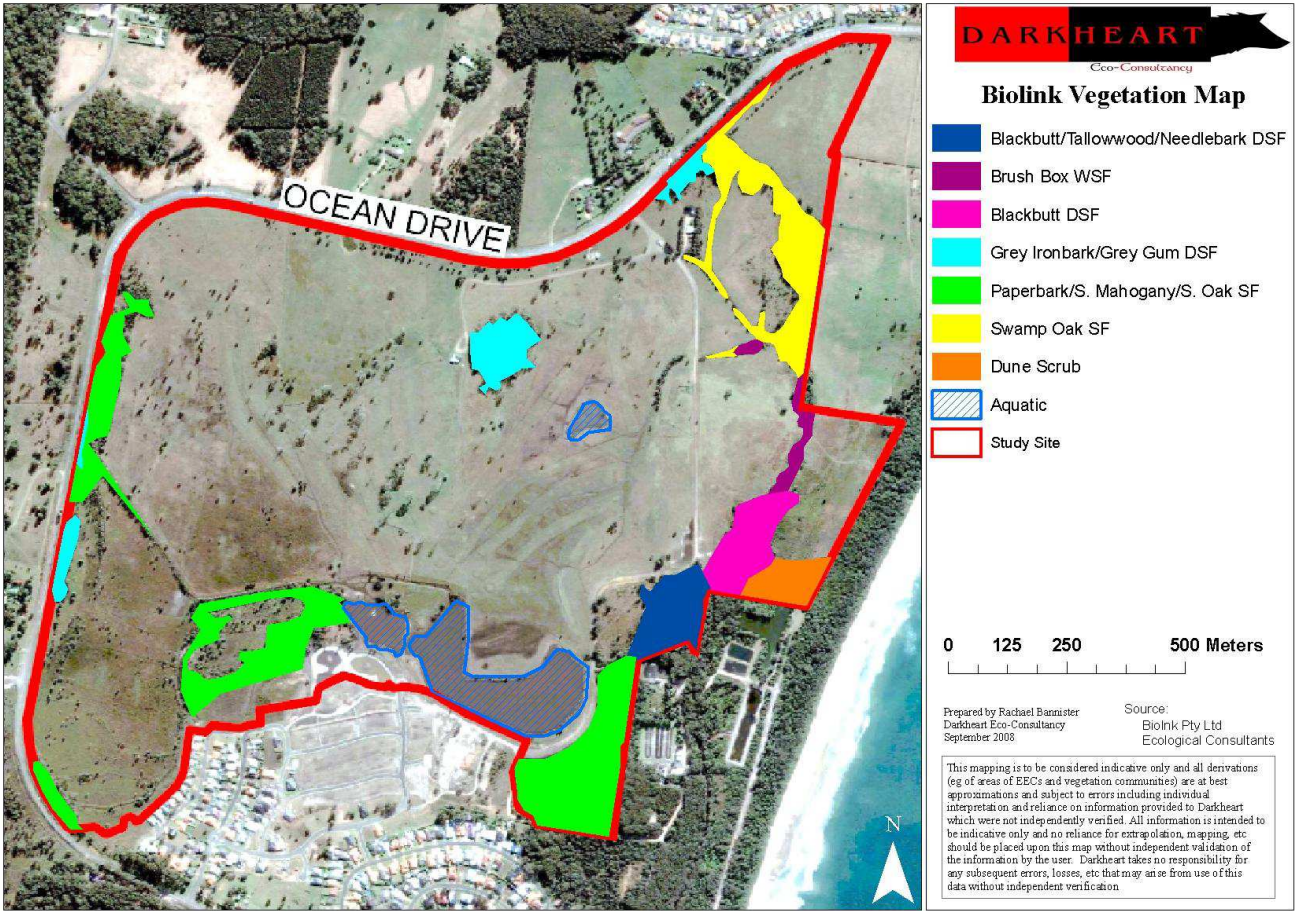 OCEAN DRIVE
DARKHEART
Eco-Consultancy
Biolink Vegetation Map
Blackbutt/Tallowwood/Needlebark DSF
Brush Box WSF
Blackbutt DSF
Grey Ironbark/Grey Gum DSF
Paperbark/S. Mahogany/S. Oak SF
Swamp Oak SF
Dune Scrub
Aquatic
Study Site
0 125 250 500 Meters
Prepared by Rachael Bannister
Darkheart Eco-Consultancy
September 2008
Source:
Biolnk Pty Ltd
Ecological Consultants
This mapping is to be considered indicative only and all derivations
(eg of areas of EECs and vegetation communities) are at best
approximations and subject to errors including individual
interpretation and reliance on information provided to Darkheart
which were not independently verified. All information is intended to
be indicative only and no reliance for extrapolation, mapping, etc
should be placed upon this map without independent validation of
the information by the user. Darkheart takes no responsibility for
any subsequent errors, losses, etc that may arise from use of this
data without independent verification
N